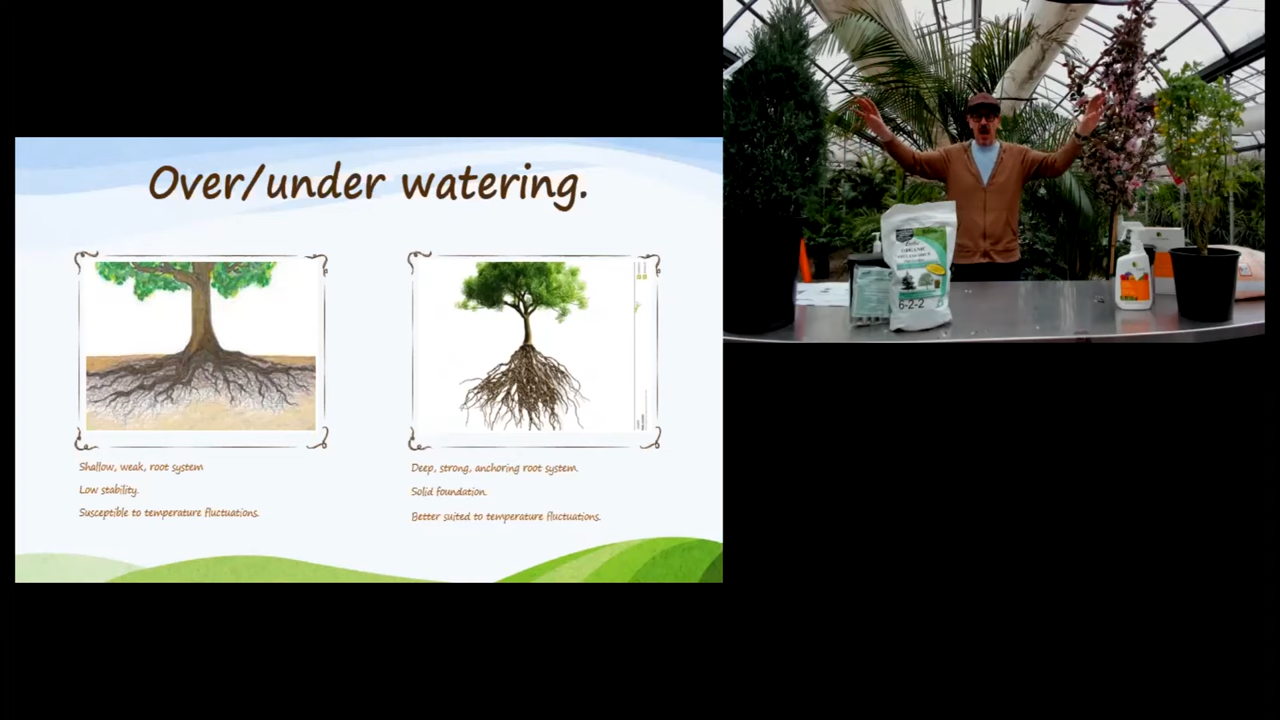 Over/under watering.
Shallow, weak, root system
Low stability.
Susceptible to temperature fluctuations.
Deep, strong, anchoring root system.
Solid foundation.
Better suited to temperature fluctuations.
ORGANIC
6-2-2